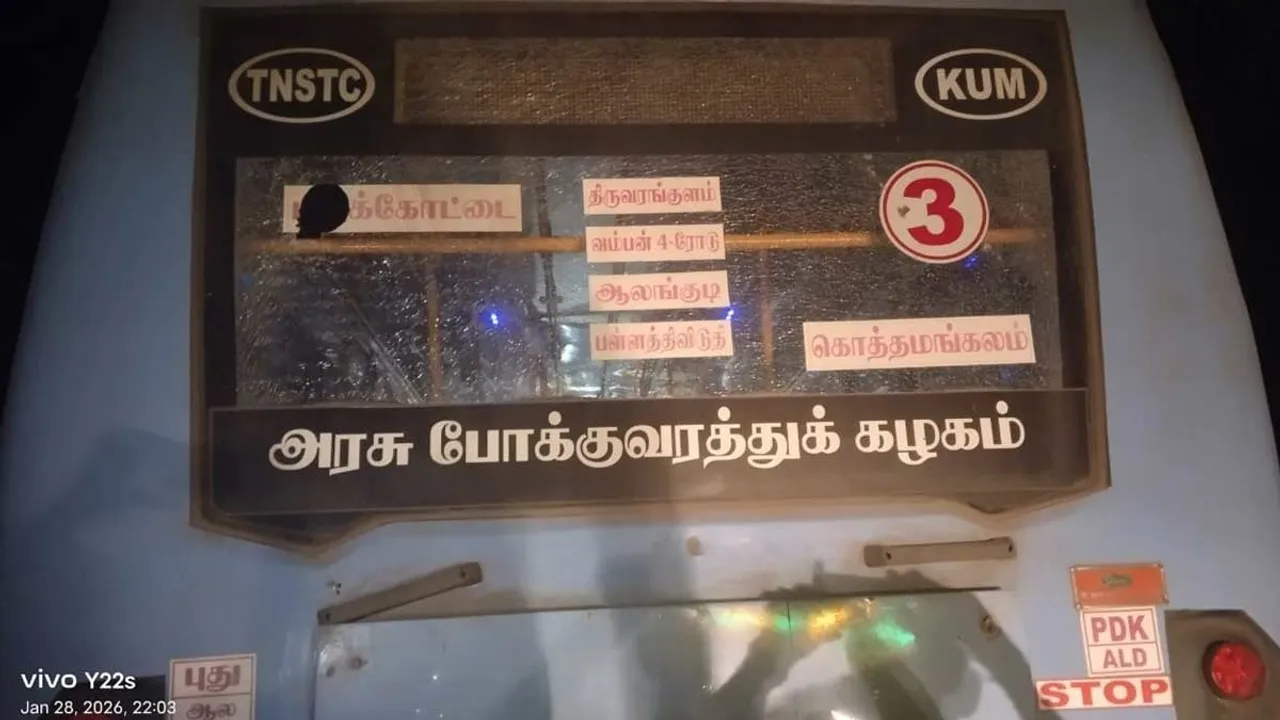 TNSTC
KUM
க்கோட்டை
திருவரங்குளம்
வம்பன் 4-ரோடு
ஆலங்குடி
பள்ளத்திவிடுதி
3
கொத்தமங்கலம்
அரசு போக்குவரத்துக் கழகம்
PDK
ALD
STOP
புது
ஆல
vivo Y22s
Jan 28, 2026, 22:03